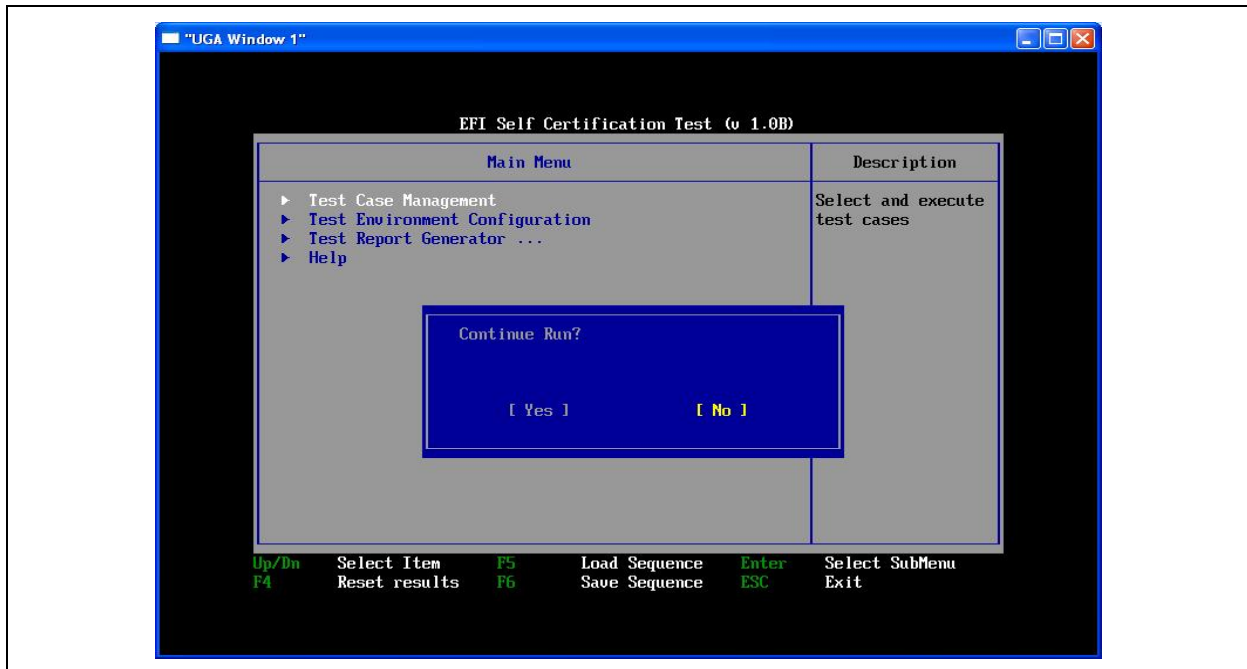 "UGA Window 1"
EFI Self Certification Test (v 1.0B)
Main Menu
Description
Test Case Management
Test Environment Configuration
Test Report Generator ...
Help
Select and execute
test cases
Continue Run?
[ Yes ] [ No ]
Up/Dn Select Item F5 Load Sequence Enter Select SubMenu
F4 Reset results F6 Save Sequence ESC Exit